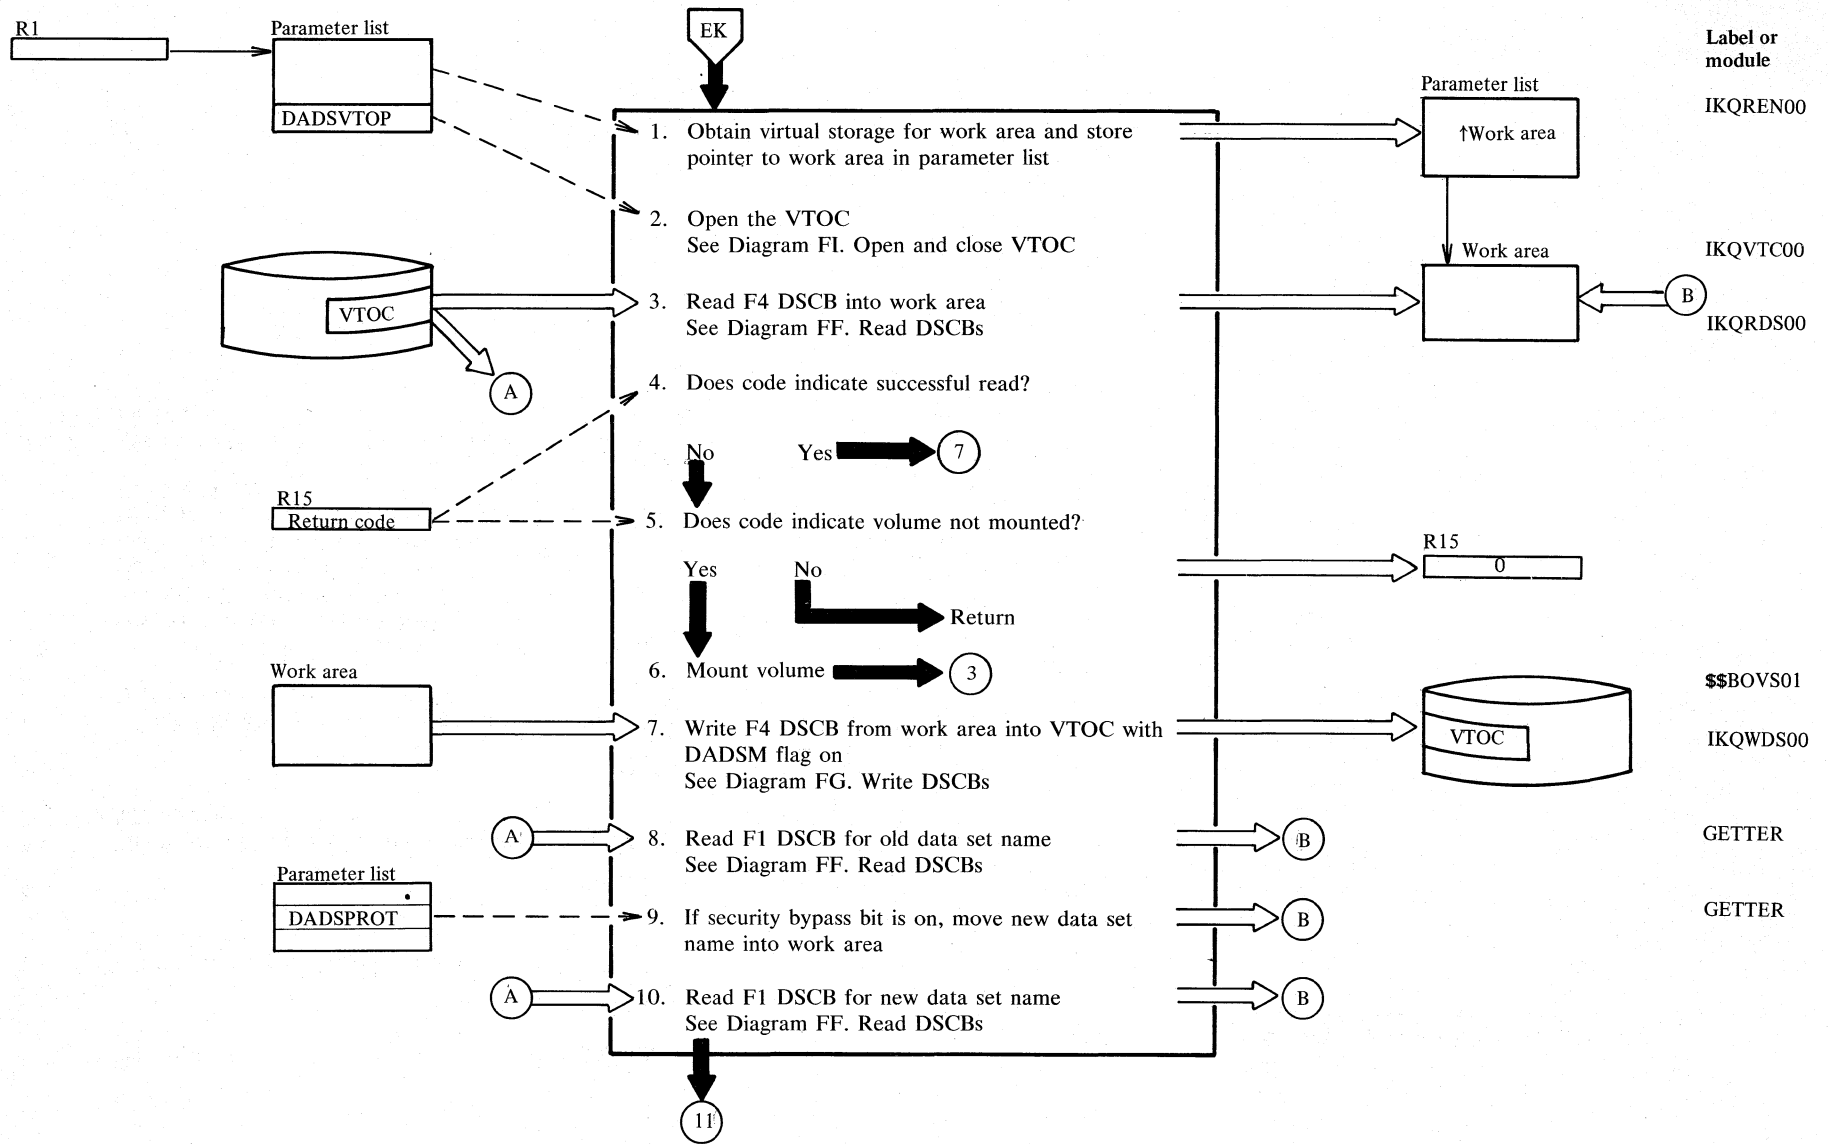 R1
Parameter list
DADSVTOP
EK
Label or
module
1. Obtain virtual storage for work area and store
pointer to work area in parameter list
Parameter list
↑Work area
IKQREN00
2. Open the VTOC
See Diagram FI. Open and close VTOC
Work area
IKQVTC00
VTOC
A
3. Read F4 DSCB into work area
See Diagram FF. Read DSCBs
B
IKQRDS00
4. Does code indicate successful read?
No
Yes
7
R15
Return code
5. Does code indicate volume not mounted?
R15
0
Yes
No
Return
6. Mount volume
3
$$BOVS01
Work area
7. Write F4 DSCB from work area into VTOC with
DADSM flag on
See Diagram FG. Write DSCBs
VTOC
IKQWDS00
A
8. Read F1 DSCB for old data set name
See Diagram FF. Read DSCBs
B
GETTER
Parameter list
DADSPROT
9. If security bypass bit is on, move new data set
name into work area
B
GETTER
A
10. Read F1 DSCB for new data set name
See Diagram FF. Read DSCBs
B
11